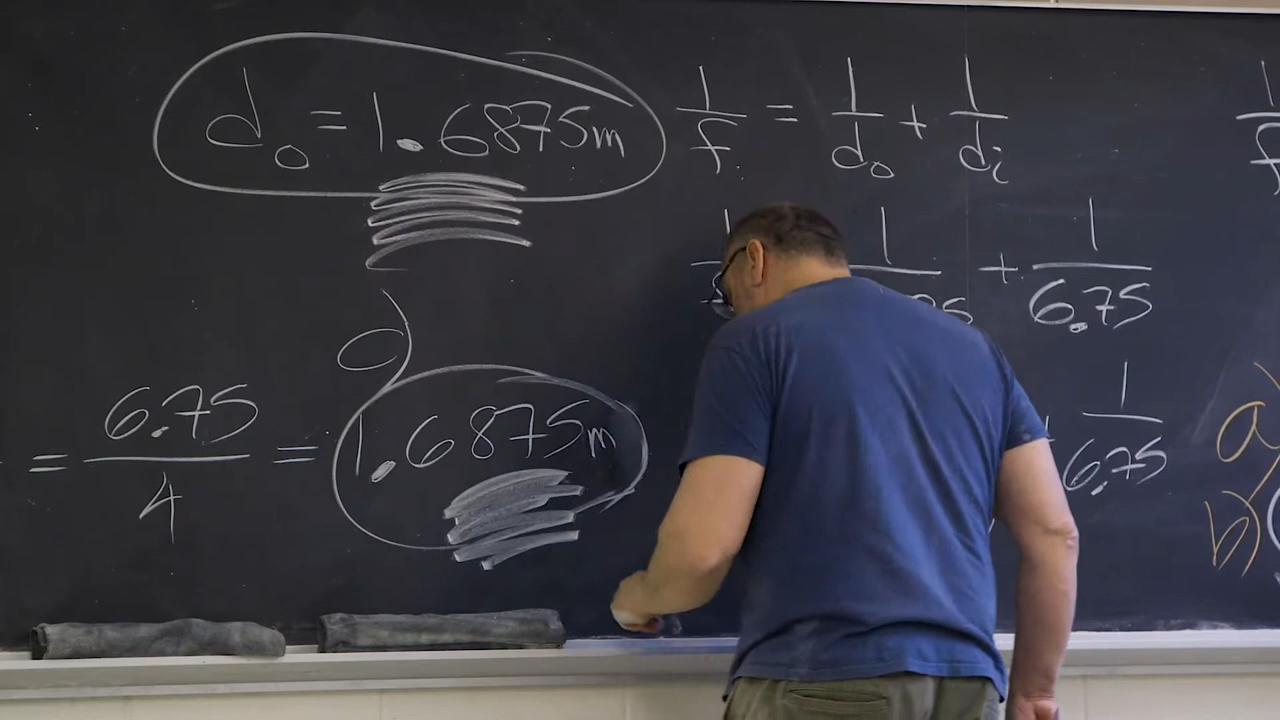 d₀ = 1.6875m
1/f = 1/d₀ + 1/dᵢ
1/f
+ 1/6.75
c)
= 6.75/4 = 1.6875m
1/6.75
a)
b)